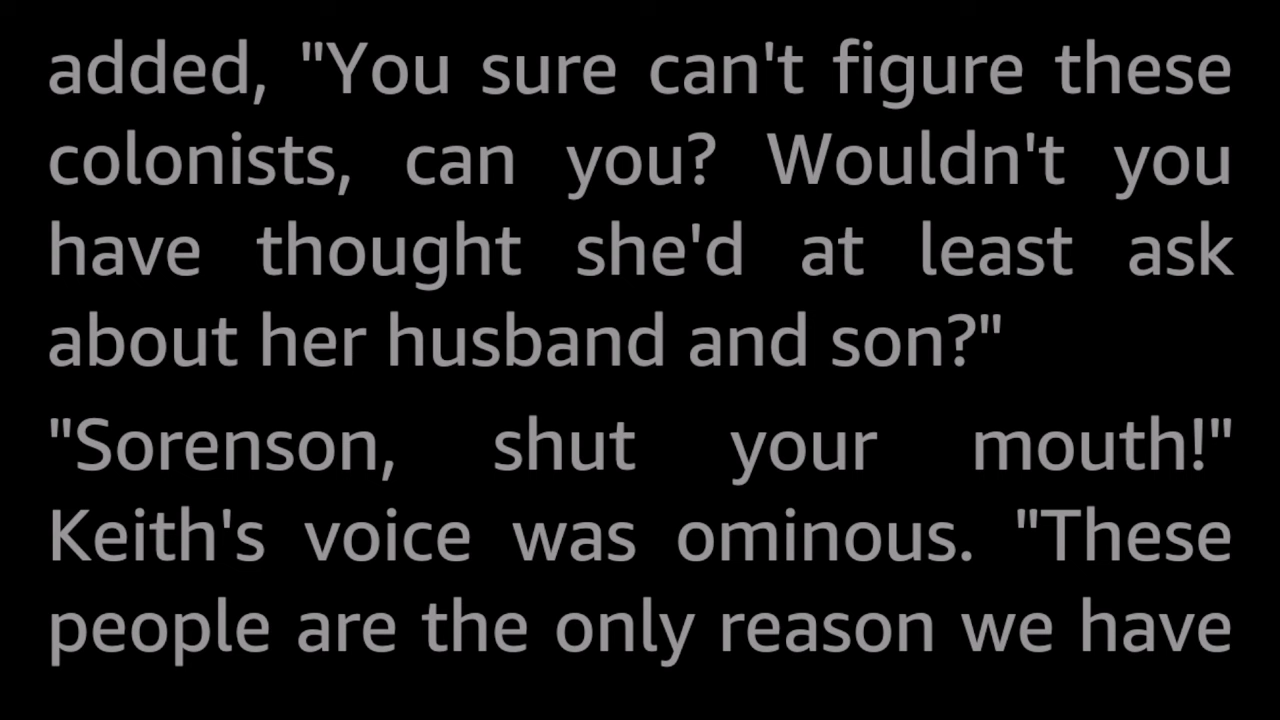 added, "You sure can't figure these
colonists, can you? Wouldn't you
have thought she'd at least ask
about her husband and son?"
"Sorenson, shut your mouth!"
Keith's voice was ominous. "These
people are the only reason we have